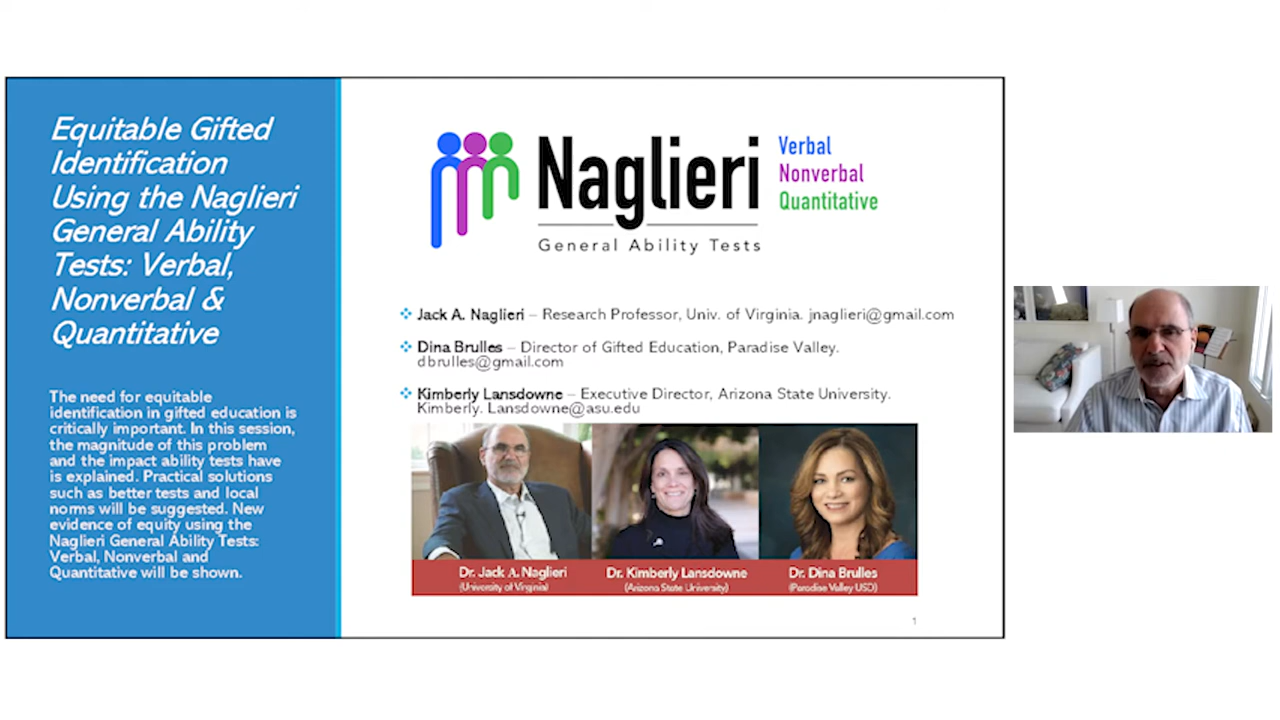 Equitable Gifted
Identification
Using the Naglieri
General Ability
Tests: Verbal,
Nonverbal &
Quantitative
The need for equitable
identification in gifted education is
critically important. In this session,
the magnitude of this problem
and the impact ability tests have
is explained. Practical solutions
such as better tests and local
norms will be suggested. New
evidence of equity using the
Naglieri General Ability Tests:
Verbal, Nonverbal and
Quantitative will be shown.
Naglieri
General Ability Tests
Verbal
Nonverbal
Quantitative
Jack A. Naglieri – Research Professor, Univ. of Virginia. jnaglieri@gmail.com
Dina Brulles – Director of Gifted Education, Paradise Valley.
dbrulles@gmail.com
Kimberly Lansdowne – Executive Director, Arizona State University.
Kimberly. Lansdowne@asu.edu
Dr. Jack A. Naglieri
(University of Virginia)
Dr. Kimberly Lansdowne
(Arizona State University)
Dr. Dina Brulles
(Paradise Valley USD)
1